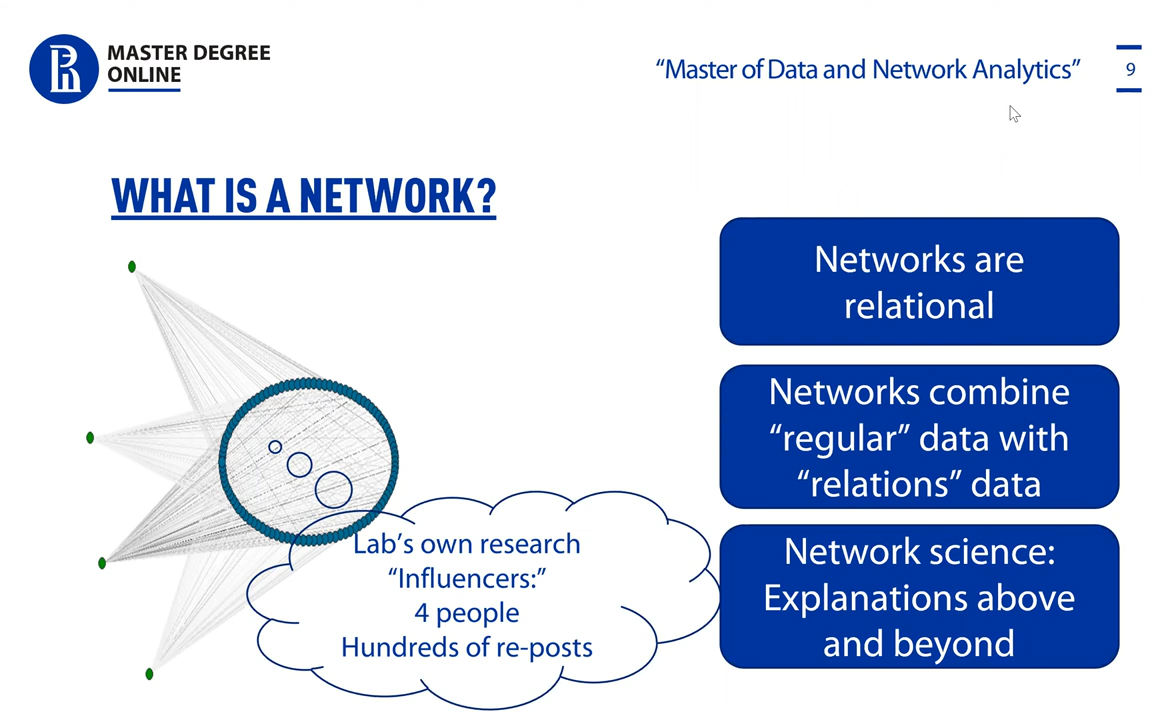 MASTER DEGREE
ONLINE
“Master of Data and Network Analytics”
9
WHAT IS A NETWORK?
Networks are
relational
Networks combine
“regular” data with
“relations” data
Network science:
Explanations above
and beyond
Lab’s own research
“Influencers:”
4 people
Hundreds of re-posts